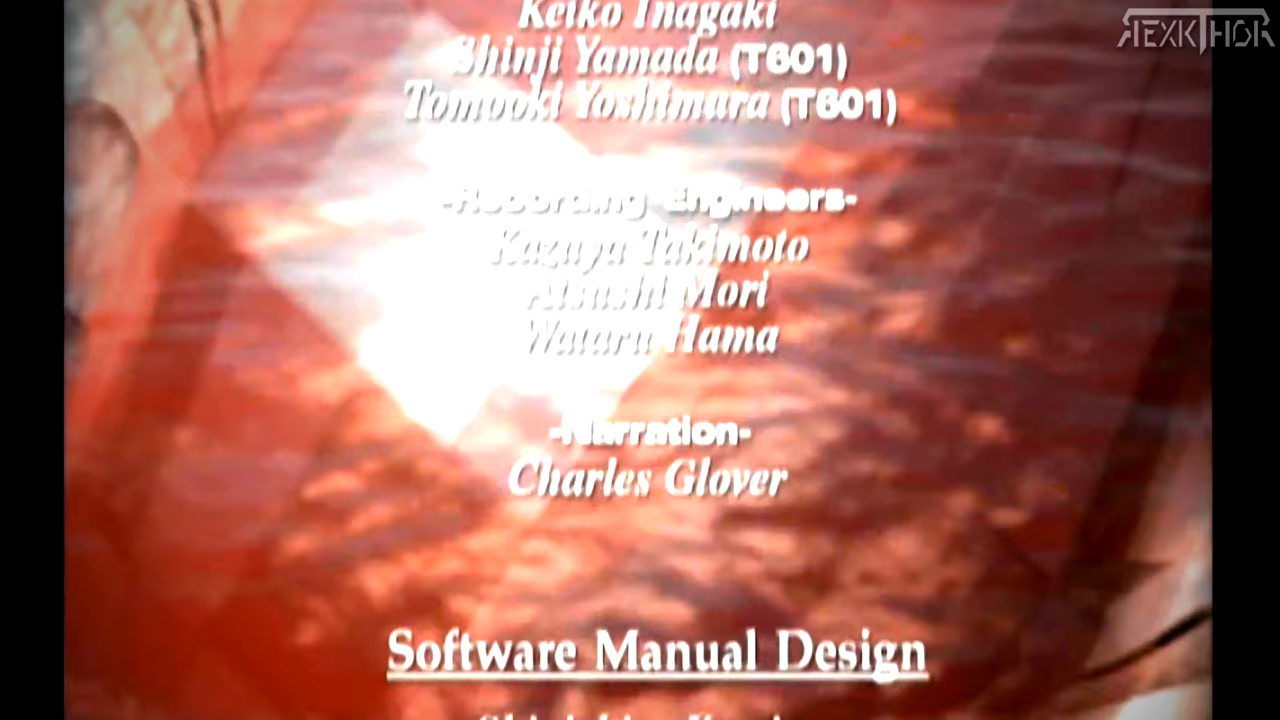 Keiko Inagaki
Shinji Yamada (T601)
Tomooki Yoshimura (T601)
-Recording Engineers-
Kazuya Takimoto
Atsushi Mori
Wataru Hama
-Narration-
Charles Glover
Software Manual Design